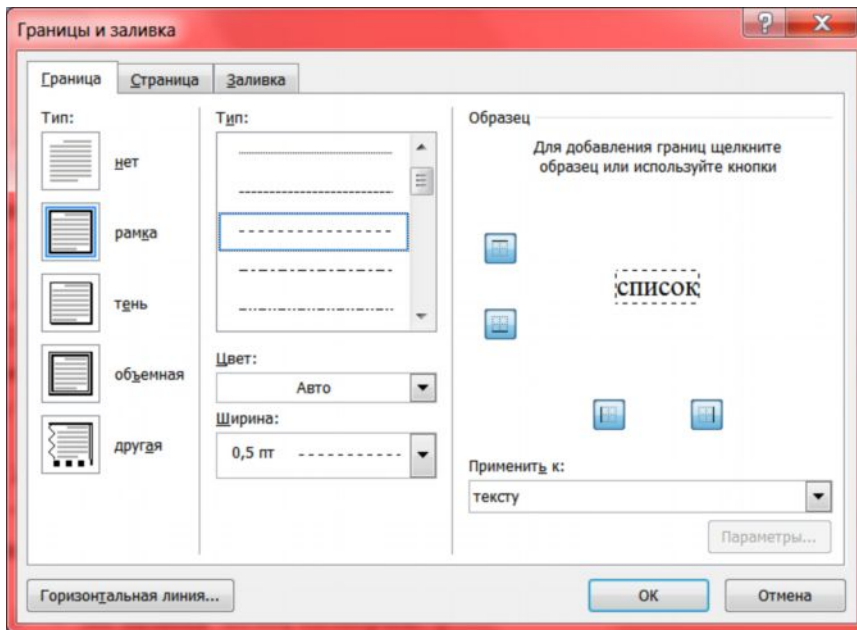 Границы и заливка
Граница
Страница
Заливка
Тип:
нет
рамка
тень
объемная
другая
Тип:
Цвет:
Авто
Ширина:
0,5 пт
Образец
Для добавления границ щелкните
образец или используйте кнопки
список
Применить к:
тексту
Параметры...
Горизонтальная линия...
ОК
Отмена